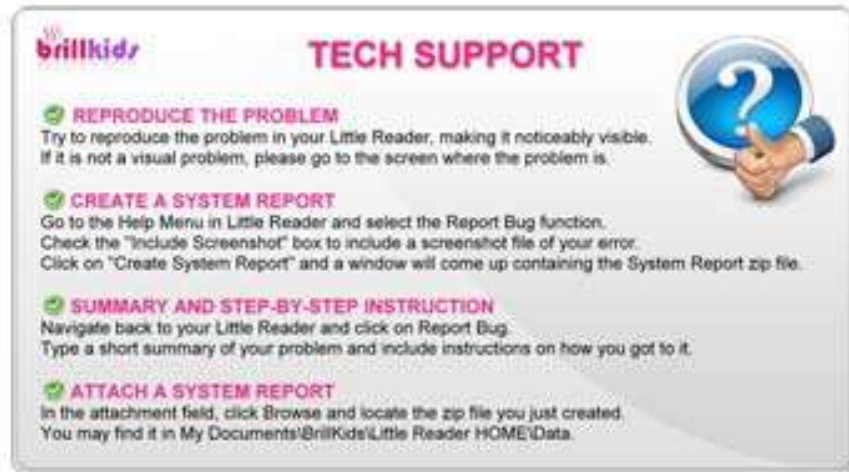 brillkids
TECH SUPPORT
REPRODUCE THE PROBLEM
Try to reproduce the problem in your Little Reader, making it noticeably visible.
If it is not a visual problem, please go to the screen where the problem is.
CREATE A SYSTEM REPORT
Go to the Help Menu in Little Reader and select the Report Bug function.
Check the "Include Screenshot" box to include a screenshot file of your error.
Click on "Create System Report" and a window will come up containing the System Report zip file.
SUMMARY AND STEP-BY-STEP INSTRUCTION
Navigate back to your Little Reader and click on Report Bug.
Type a short summary of your problem and include instructions on how you got to it.
ATTACH A SYSTEM REPORT
In the attachment field, click Browse and locate the zip file you just created.
You may find it in My Documents\BrillKids\Little Reader HOME\Data.